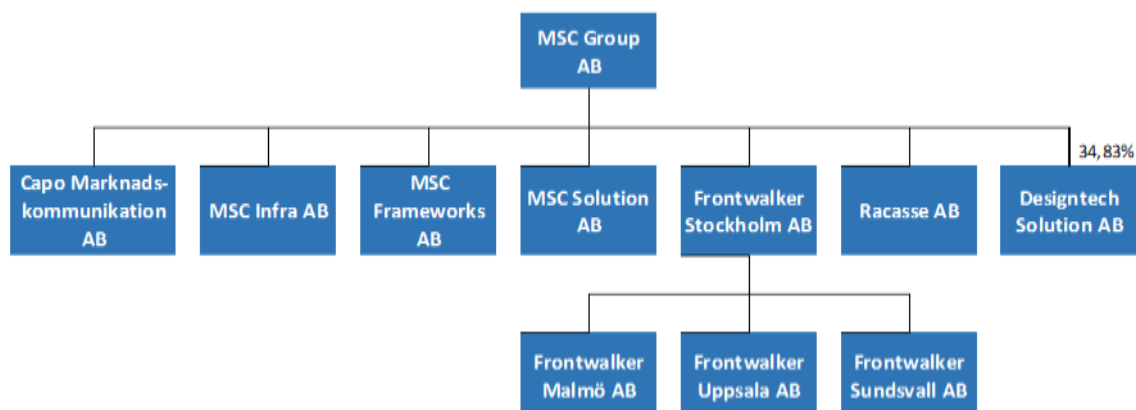 MSC Group
AB
34,83%
Capo Marknads-
kommunikation
AB
MSC Infra AB
MSC
Frameworks
AB
MSC Solution
AB
Frontwalker
Stockholm AB
Racasse AB
Designtech
Solution AB
Frontwalker
Malmö AB
Frontwalker
Uppsala AB
Frontwalker
Sundsvall AB